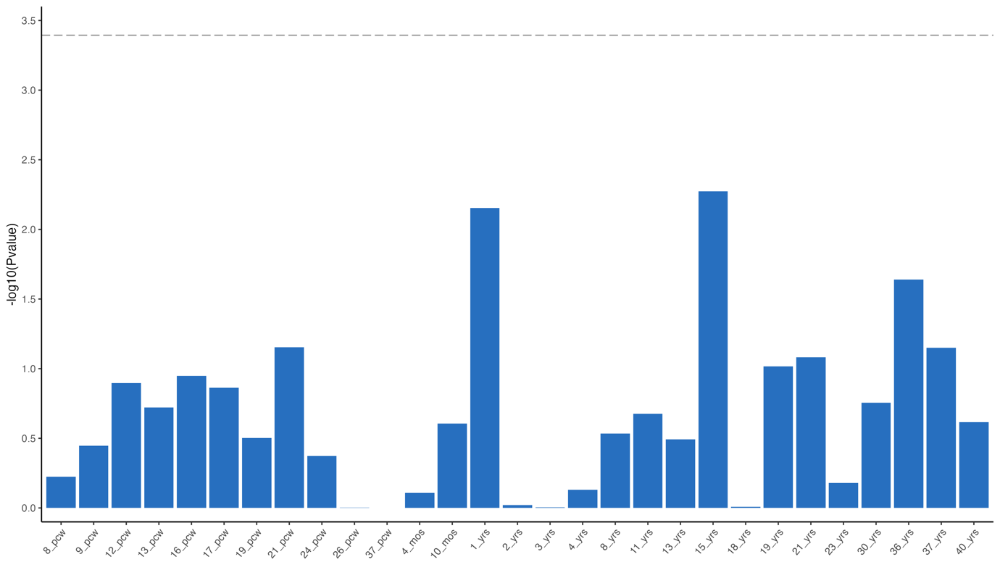 3.5
3.0
2.5
2.0
1.5
1.0
0.5
0.0
-log10(Pvalue)
8_pcw
9_pcw
12_pcw
13_pcw
16_pcw
17_pcw
19_pcw
21_pcw
24_pcw
26_pcw
37_pcw
4_mos
10_mos
1_yrs
2_yrs
3_yrs
4_yrs
8_yrs
11_yrs
13_yrs
15_yrs
18_yrs
19_yrs
21_yrs
23_yrs
30_yrs
36_yrs
37_yrs
40_yrs